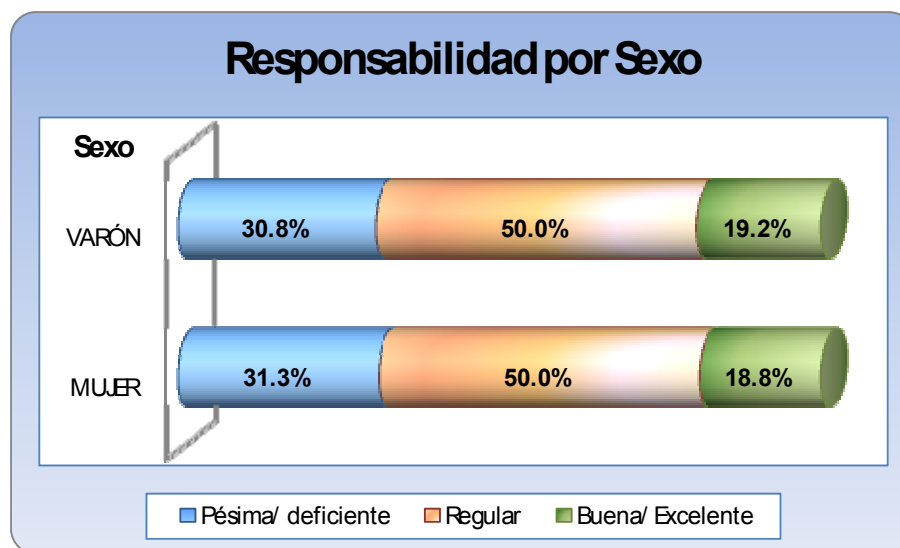 Responsabilidad por Sexo
Sexo
VARÓN 30.8% 50.0% 19.2%
MUJER 31.3% 50.0% 18.8%
Pésima/ deficiente Regular Buena/ Excelente